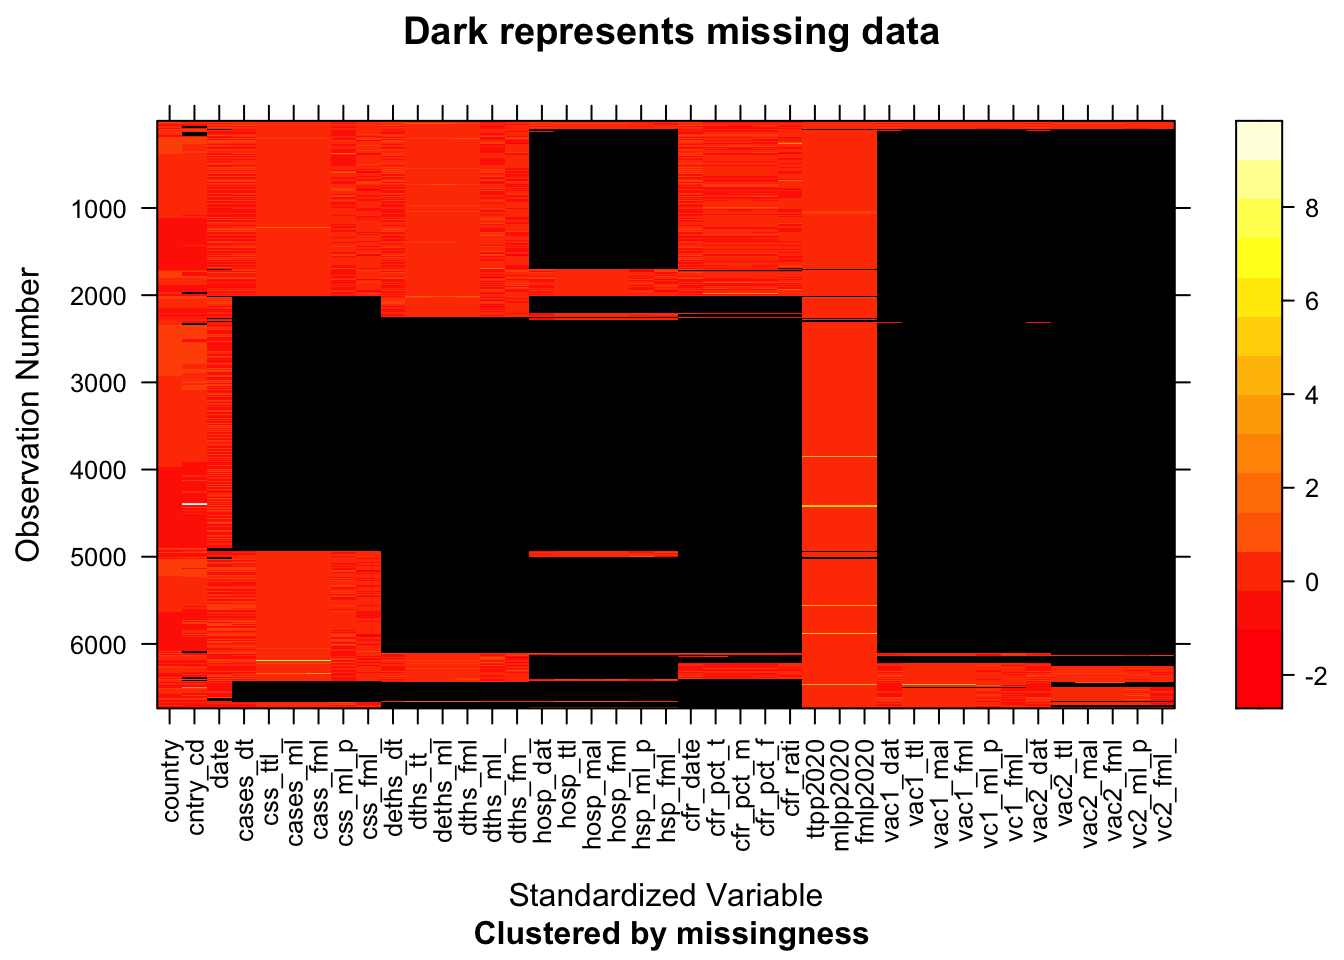 Dark represents missing data
Observation Number
1000
2000
3000
4000
5000
6000
8
6
4
2
0
-2
country
cntry_cd
date
cases_dt
css_ttl_
cases_ml
cass_fml
css_ml_p
css_fml_
deths_dt
dths_tt_
deths_ml
dths_fml
dths_ml_
dths_fm_
hosp_dat
hosp_ttl
hosp_mal
hosp_fml
hsp_ml_p
hsp_fml_
cfr_date
cfr_pct_t
cfr_pct_m
cfr_pct_f
cfr_rati
ttpp2020
mlpp2020
fmlp2020
vac1_dat
vac1_ttl
vac1_mal
vac1_fml
vc1_ml_p
vc1_fml_
vac2_dat
vac2_ttl
vac2_mal
vac2_fml
vc2_ml_p
vc2_fml_
Standardized Variable
Clustered by missingness